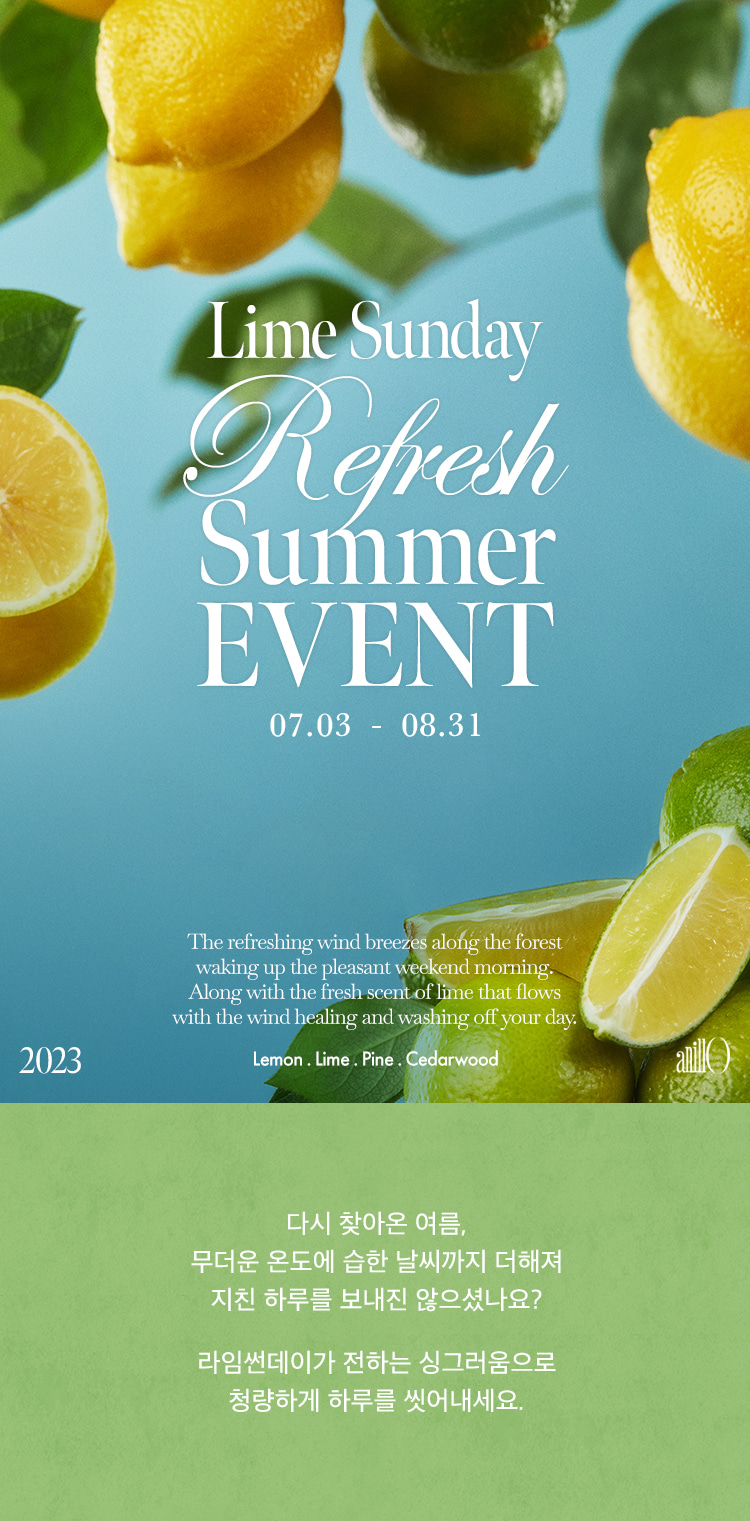 Lime Sunday
Refresh
Summer
EVENT
07.03 - 08.31
The refreshing wind breezes along the forest
waking up the pleasant weekend morning.
Along with the fresh scent of lime that flows
with the wind healing and washing off your day.
2023
Lemon . Lime . Pine . Cedarwood
anillO
다시 찾아온 여름,
무더운 온도에 습한 날씨까지 더해져
지친 하루를 보내진 않으셨나요?
라임썬데이가 전하는 싱그러움으로
청량하게 하루를 씻어내세요.